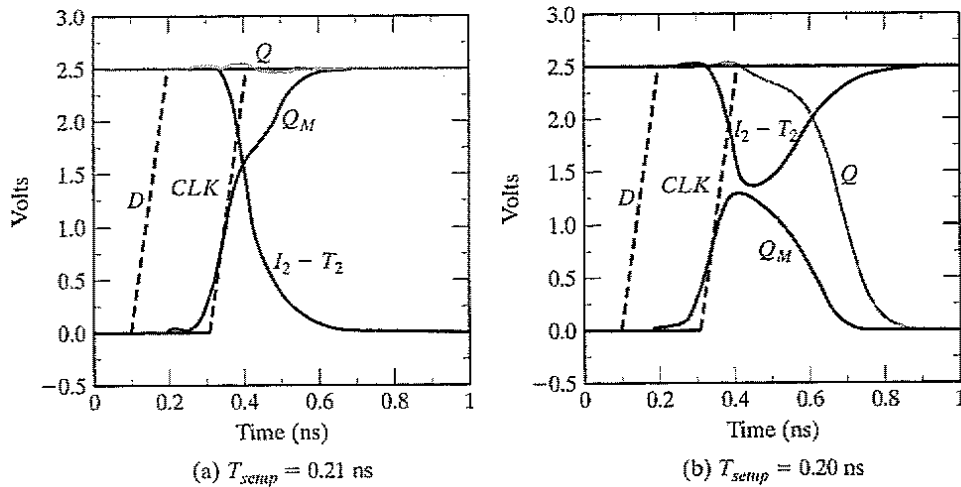 3.0
2.5
2.0
1.5
1.0
0.5
0.0
−0.5
Volts
Q
Q_M
D
CLK
I_2 − T_2
0
0.2
0.4
0.6
0.8
1
Time (ns)
(a) T_setup = 0.21 ns
3.0
2.5
2.0
1.5
1.0
0.5
0.0
−0.5
Volts
I_2 − T_2
D
CLK
Q
Q_M
0
0.2
0.4
0.6
0.8
1
Time (ns)
(b) T_setup = 0.20 ns